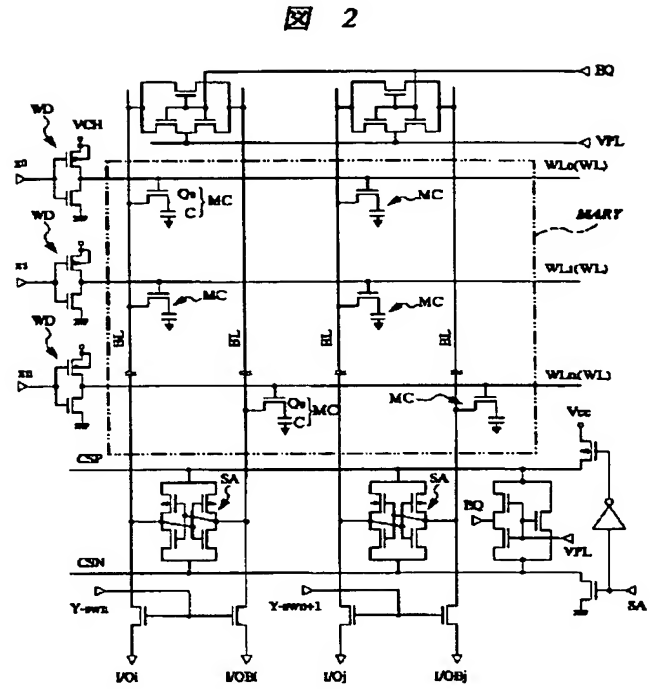 図 2
BQ
WD
VCH
VPL
x0
WL0(WL)
Qs
C
MC
MC
WD
MARY
x1
WL1(WL)
MC
MC
BL
BL
BL
BL
WD
xn
WLn(WL)
Qs
C
MC
MC
Vcc
CSP
SA
SA
BQ
VPL
CSN
Y-swn
Y-swn+1
SA
I/Oi
I/OBi
I/Oj
I/OBj